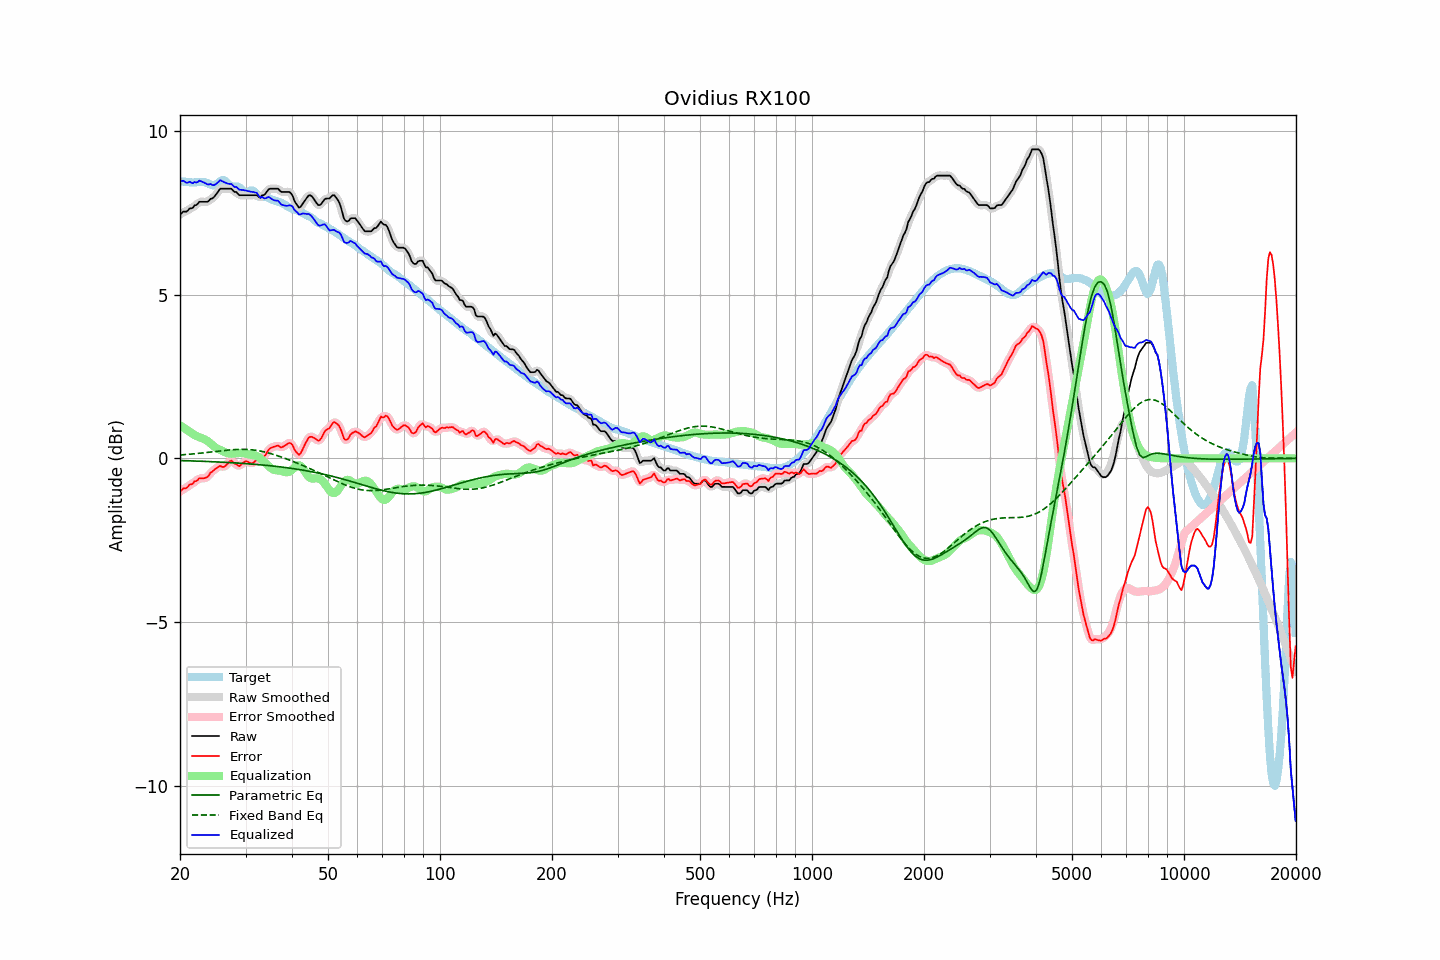 Ovidius RX100
Amplitude (dBr)
10
5
0
−5
−10
Target
Raw Smoothed
Error Smoothed
Raw
Error
Equalization
Parametric Eq
Fixed Band Eq
Equalized
20 50 100 200 500 1000 2000 5000 10000 20000
Frequency (Hz)